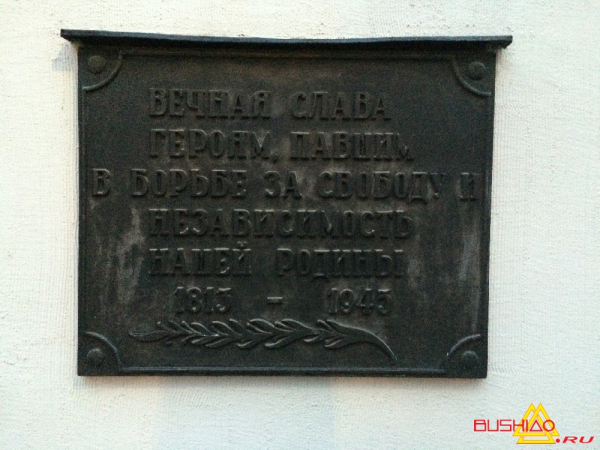 ВЕЧНАЯ СЛАВА
ГЕРОЯМ, ПАВШИМ
В БОРЬБЕ ЗА СВОБОДУ И
НЕЗАВИСИМОСТЬ
НАШЕЙ РОДИНЫ
1813 – 1945
BUSHIDO
.RU